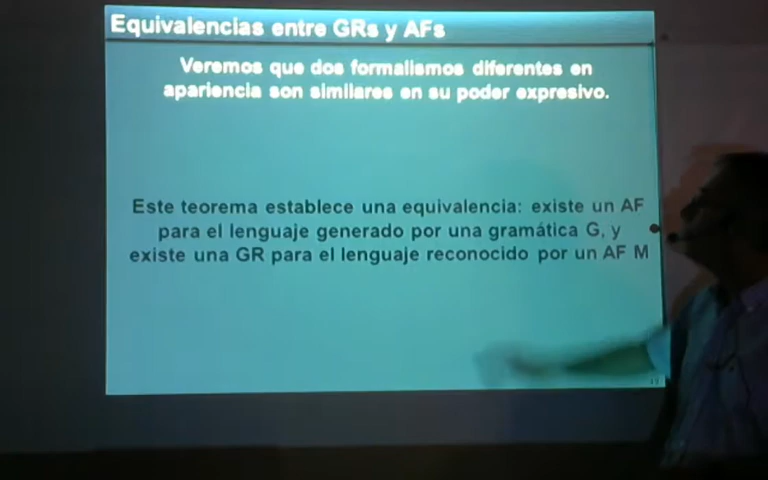 Equivalencias entre GRs y AFs
Veremos que dos formalismos diferentes en
apariencia son similares en su poder expresivo.
Este teorema establece una equivalencia: existe un AF
para el lenguaje generado por una gramática G, y
existe una GR para el lenguaje reconocido por un AF M